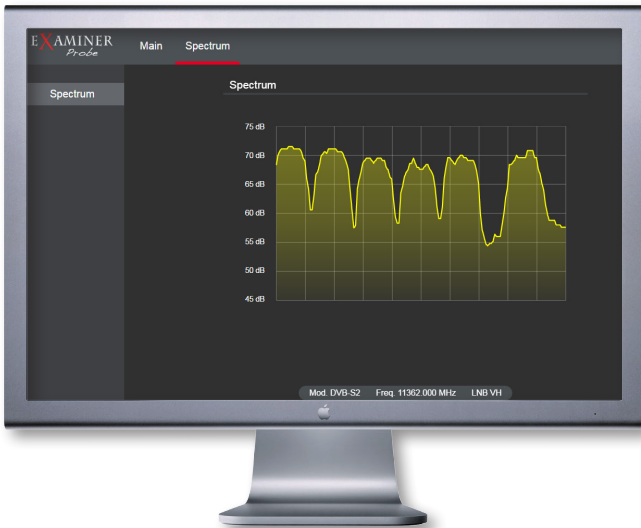 EXAMINER
Probe
Main Spectrum
Spectrum
Spectrum
75 dB
70 dB
65 dB
60 dB
55 dB
50 dB
45 dB
Mod. DVB-S2 Freq. 11362.000 MHz LNB VH